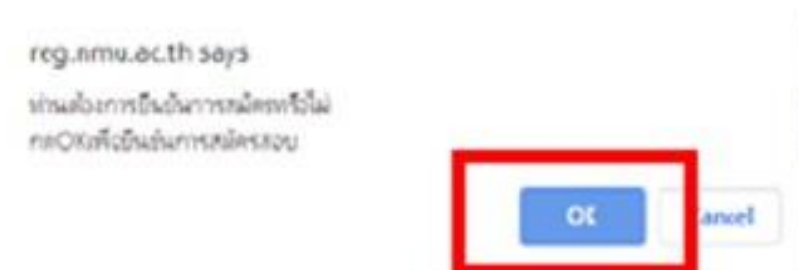 reg.nmu.ac.th says
ท่านต้องการยืนยันการสมัครหรือไม่
กดOKเพื่อยืนยันการสมัครสอบ
OK
Cancel